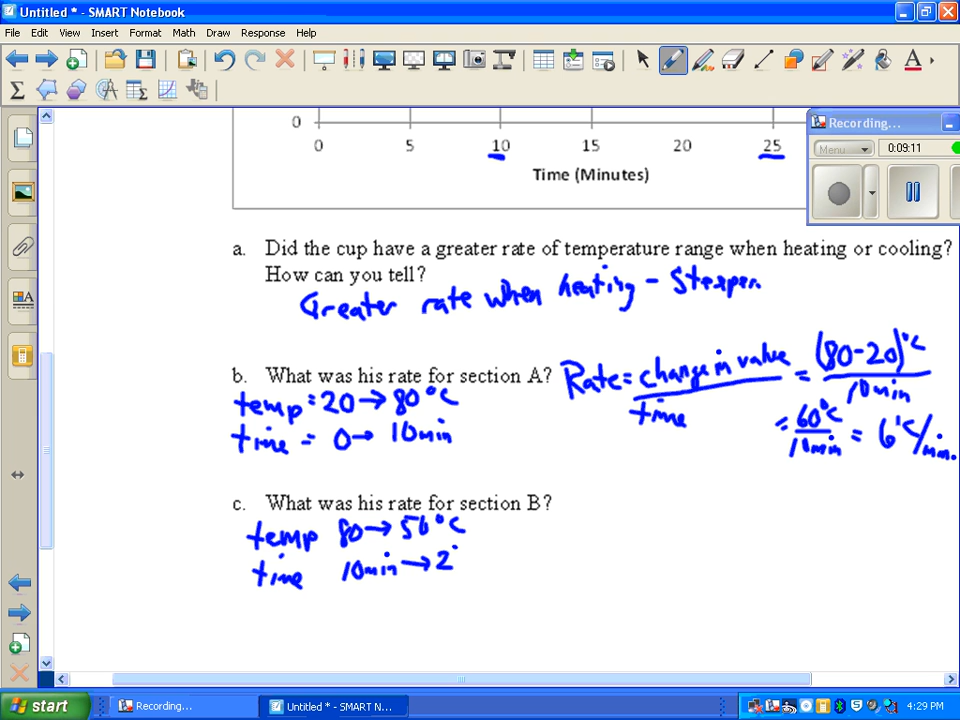 Untitled * - SMART Notebook
File Edit View Insert Format Math Draw Response Help
Recording...
Menu 0:09:11
0
0 5 10 15 20 25
Time (Minutes)
a. Did the cup have a greater rate of temperature range when heating or cooling?
How can you tell?
Greater rate when heating - Steeper
b. What was his rate for section A?
Rate = change in value / time = (80-20)°C / 10min
temp = 20 → 80°C
time = 0 → 10min
= 60°C / 10min = 6°C/min.
c. What was his rate for section B?
temp 80 → 50°C
time 10min → 2
start Recording... Untitled * - SMART N... 4:29 PM